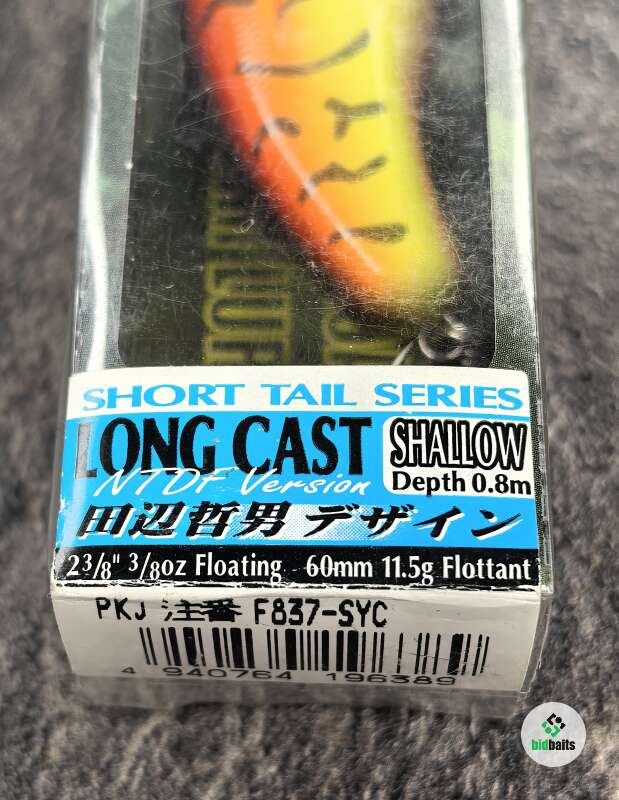 SHORT TAIL SERIES
LONG CAST
SHALLOW
NTDF Version
Depth 0.8m
田辺哲男 デザイン
2 3/8" 3/8oz Floating 60mm 11.5g Flottant
PKJ 注番 F837-SYC
4 940764 196389
bidbaits